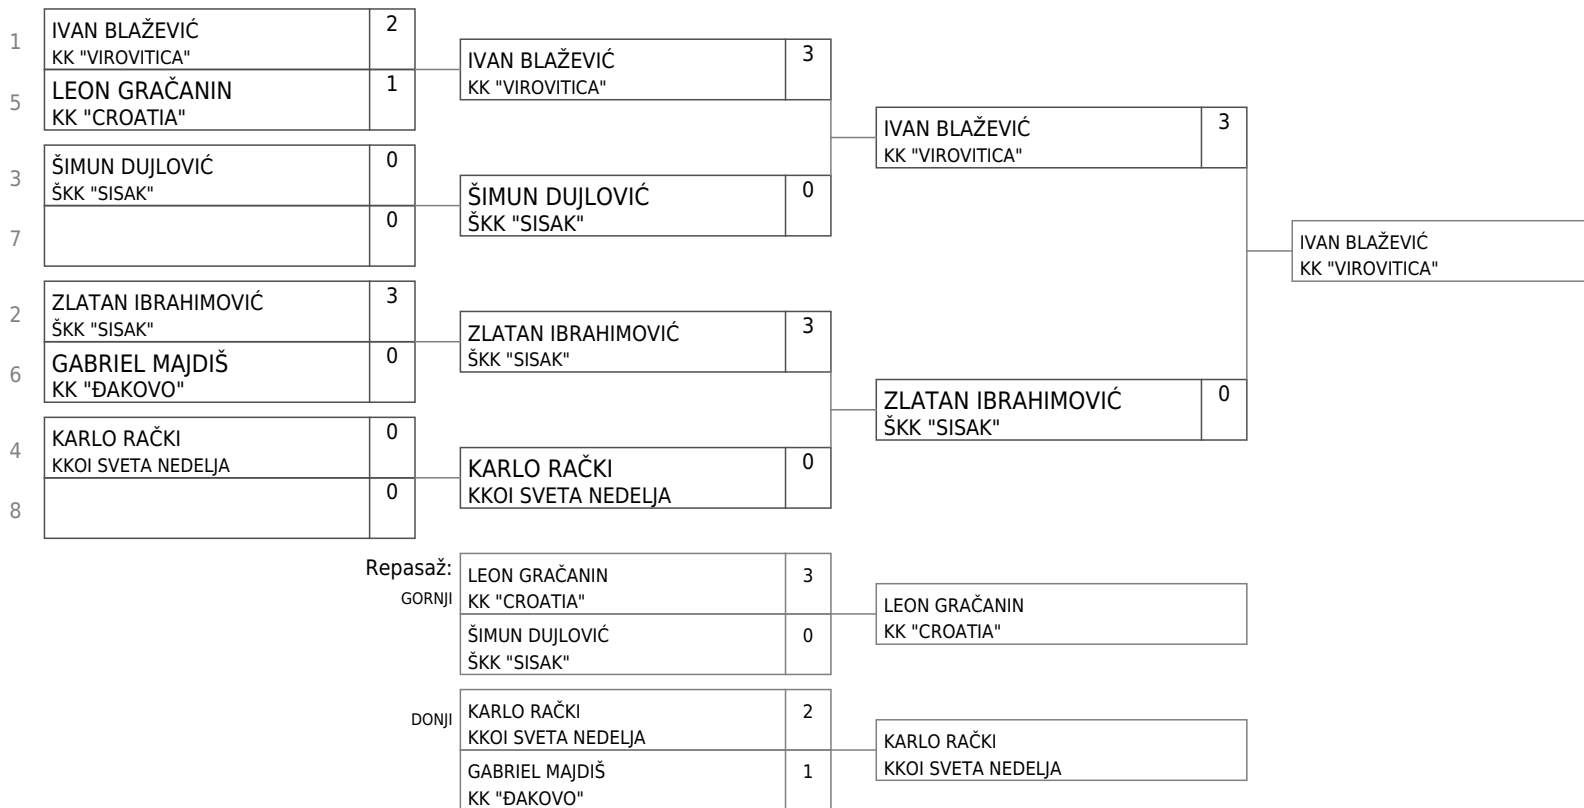 1
IVAN BLAŽEVIĆ
2
KK "VIROVITICA"
5
LEON GRAČANIN
1
KK "CROATIA"
3
ŠIMUN DUJLOVIĆ
0
ŠKK "SISAK"
7
0
2
ZLATAN IBRAHIMOVIĆ
3
ŠKK "SISAK"
6
GABRIEL MAJDIŠ
0
KK "ĐAKOVO"
4
KARLO RAČKI
0
KKOI SVETA NEDELJA
8
0
IVAN BLAŽEVIĆ
3
KK "VIROVITICA"
ŠIMUN DUJLOVIĆ
0
ŠKK "SISAK"
ZLATAN IBRAHIMOVIĆ
3
ŠKK "SISAK"
KARLO RAČKI
0
KKOI SVETA NEDELJA
IVAN BLAŽEVIĆ
3
KK "VIROVITICA"
ZLATAN IBRAHIMOVIĆ
0
ŠKK "SISAK"
IVAN BLAŽEVIĆ
KK "VIROVITICA"
Repasaž:
GORNJI
LEON GRAČANIN
3
KK "CROATIA"
ŠIMUN DUJLOVIĆ
0
ŠKK "SISAK"
LEON GRAČANIN
KK "CROATIA"
DONJI
KARLO RAČKI
2
KKOI SVETA NEDELJA
GABRIEL MAJDIŠ
1
KK "ĐAKOVO"
KARLO RAČKI
KKOI SVETA NEDELJA